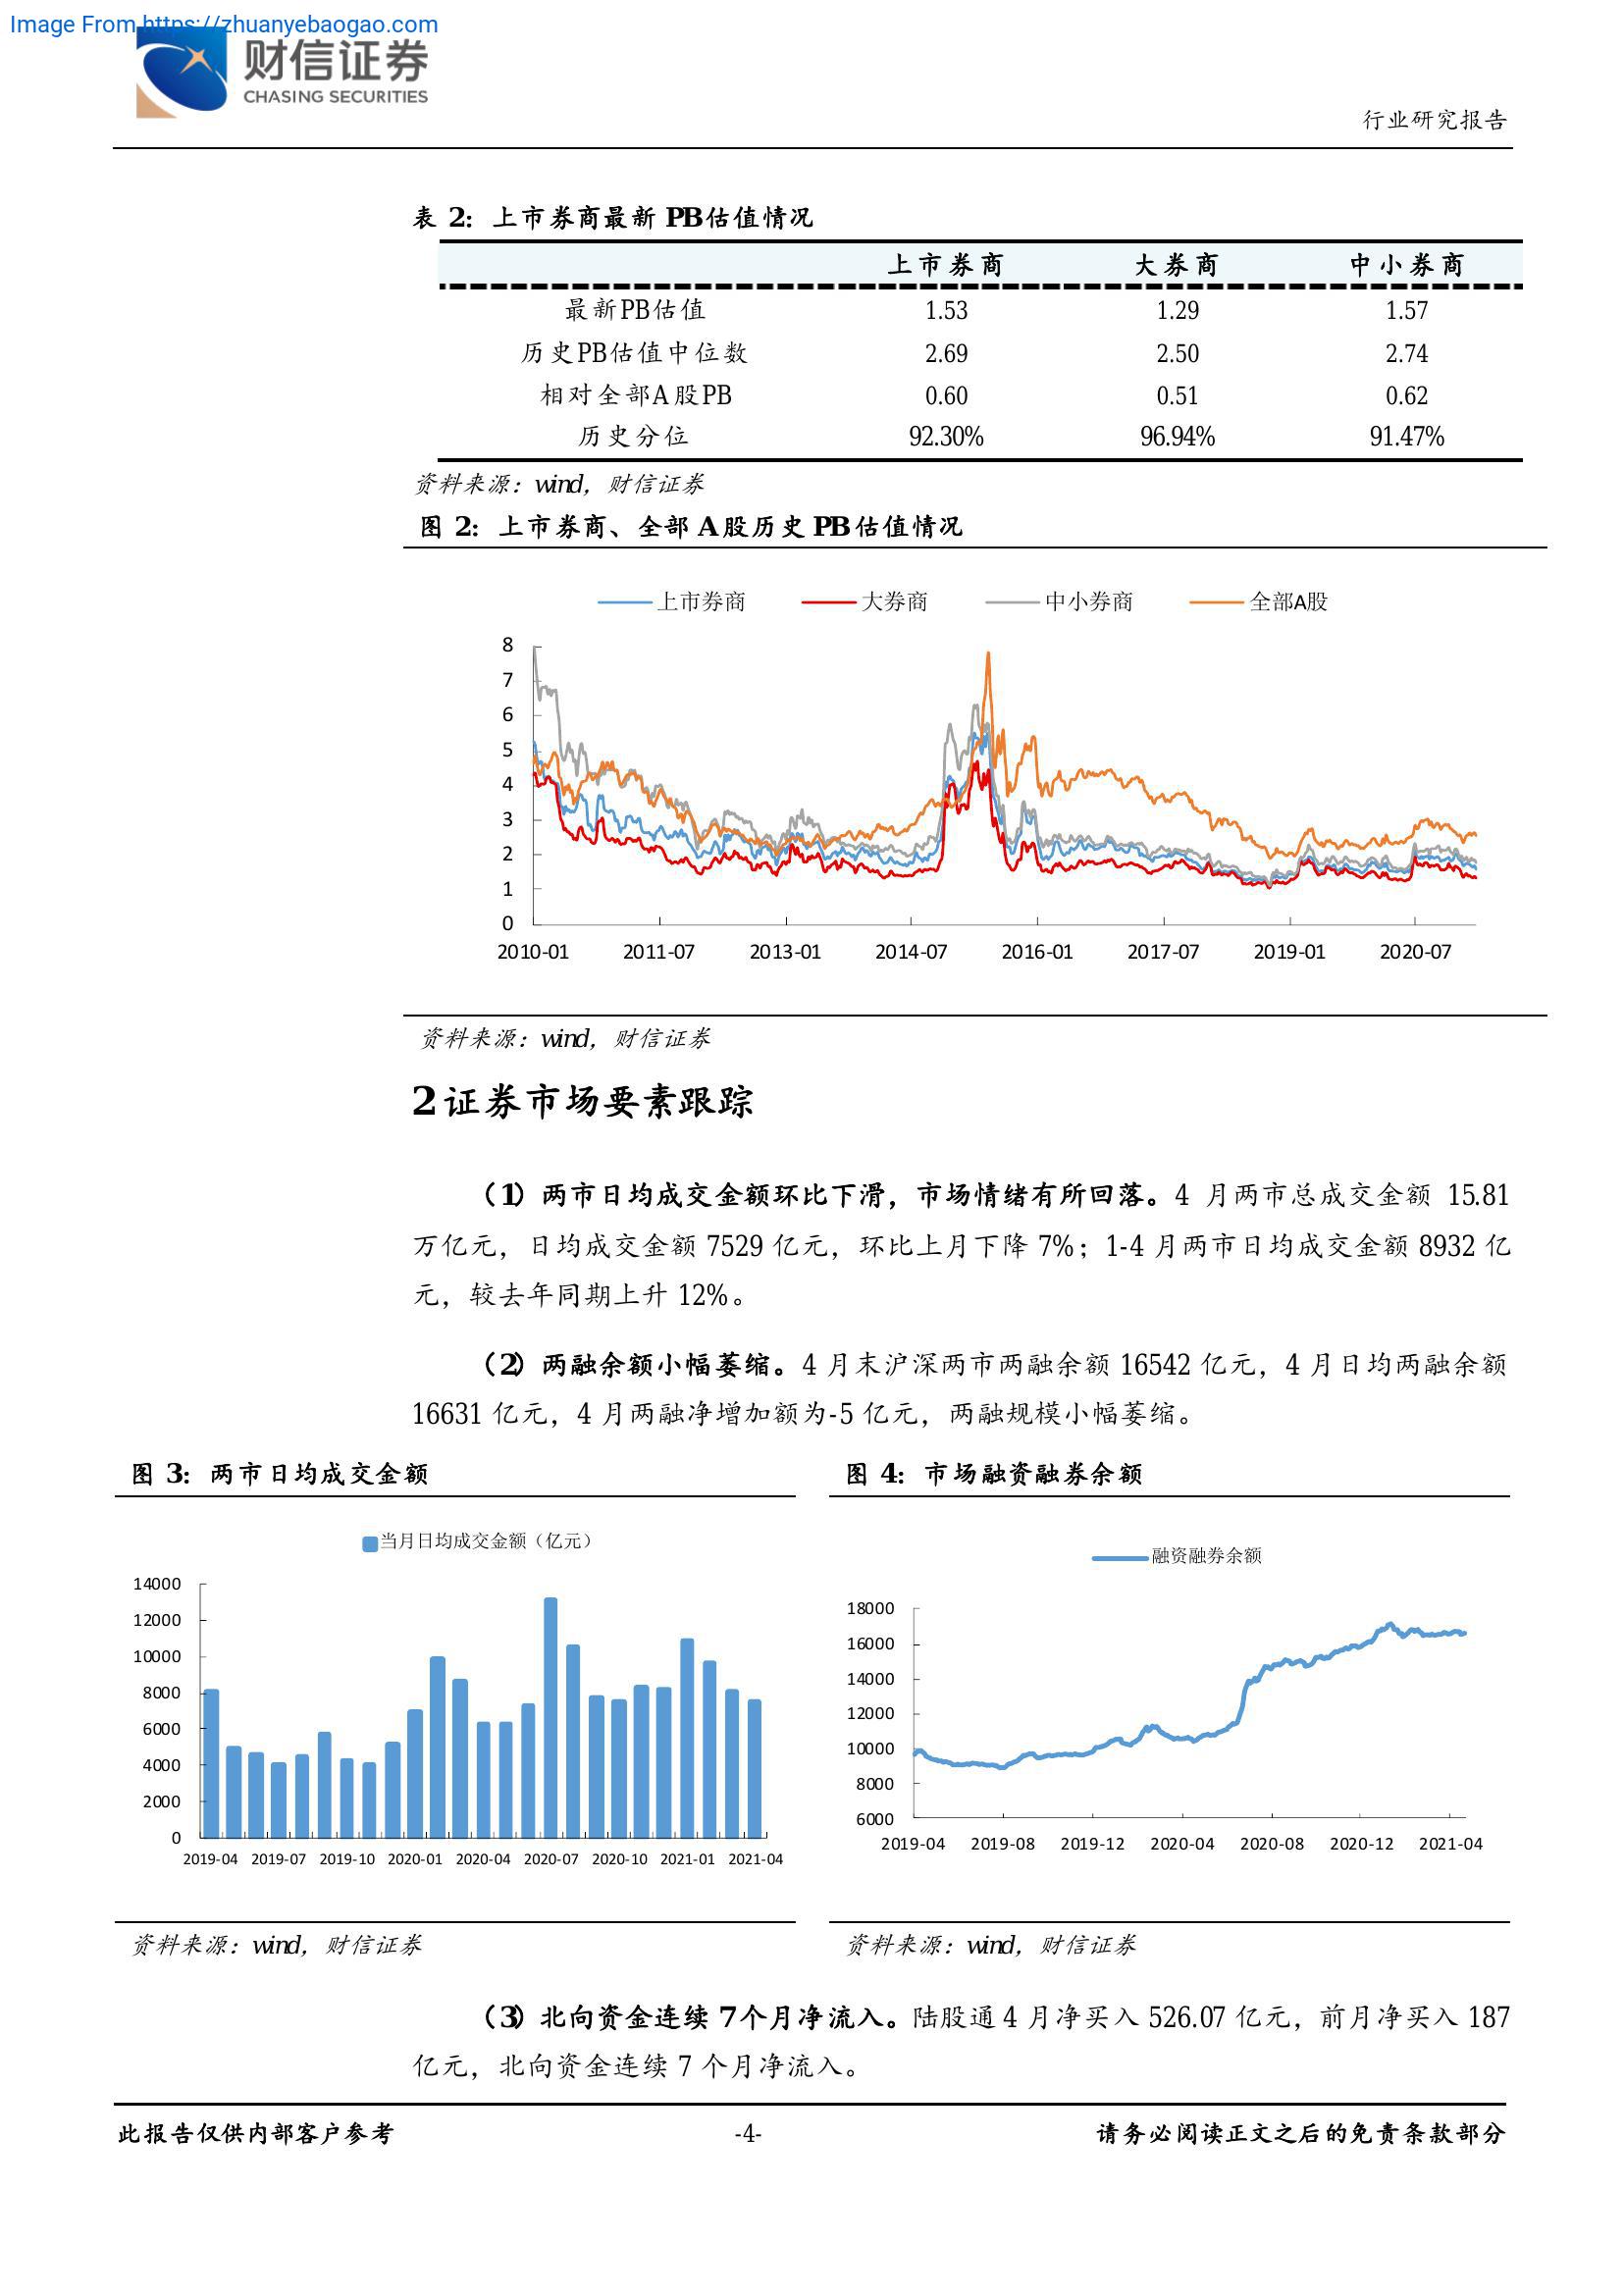 Image From https://zhuanyebaogao.com
财信证券
CHASING SECURITIES
行业研究报告
表 2：上市券商最新 PB 估值情况
上市券商 大券商 中小券商
最新PB估值 1.53 1.29 1.57
历史PB估值中位数 2.69 2.50 2.74
相对全部A股PB 0.60 0.51 0.62
历史分位 92.30% 96.94% 91.47%
资料来源：wind，财信证券
图 2：上市券商、全部 A 股历史 PB 估值情况
上市券商 大券商 中小券商 全部A股
8
7
6
5
4
3
2
1
0
2010-01 2011-07 2013-01 2014-07 2016-01 2017-07 2019-01 2020-07
资料来源：wind，财信证券
2 证券市场要素跟踪
（1）两市日均成交金额环比下滑，市场情绪有所回落。4 月两市总成交金额 15.81
万亿元，日均成交金额 7529 亿元，环比上月下降 7%；1-4 月两市日均成交金额 8932 亿
元，较去年同期上升 12%。
（2）两融余额小幅萎缩。4 月末沪深两市两融余额 16542 亿元，4 月日均两融余额
16631 亿元，4 月两融净增加额为-5 亿元，两融规模小幅萎缩。
图 3：两市日均成交金额
当月日均成交金额（亿元）
14000
12000
10000
8000
6000
4000
2000
0
2019-04 2019-07 2019-10 2020-01 2020-04 2020-07 2020-10 2021-01 2021-04
资料来源：wind，财信证券
图 4：市场融资融券余额
融资融券余额
18000
16000
14000
12000
10000
8000
6000
2019-04 2019-08 2019-12 2020-04 2020-08 2020-12 2021-04
资料来源：wind，财信证券
（3）北向资金连续 7 个月净流入。陆股通 4 月净买入 526.07 亿元，前月净买入 187
亿元，北向资金连续 7 个月净流入。
此报告仅供内部客户参考 -4- 请务必阅读正文之后的免责条款部分